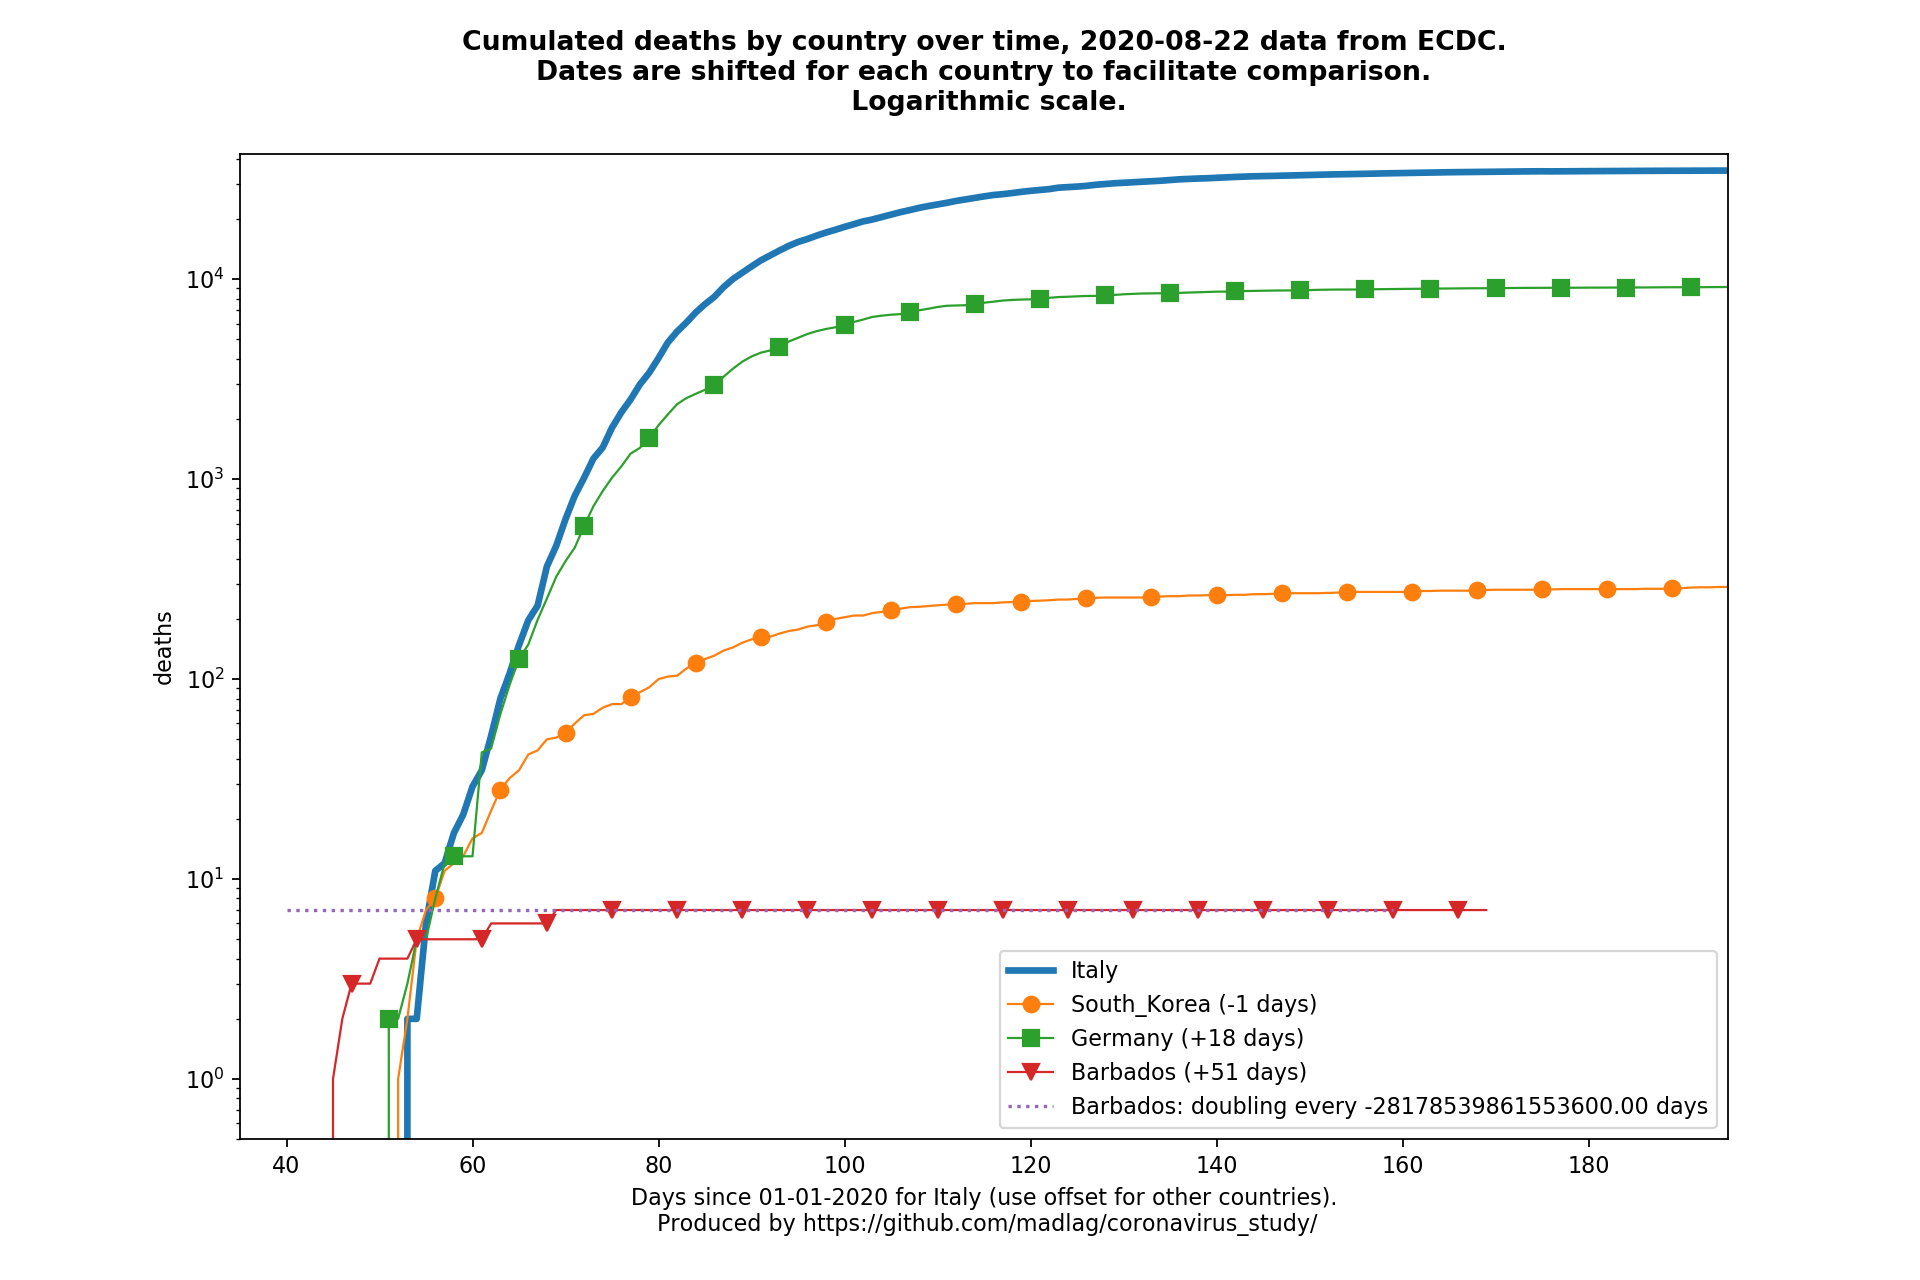 Cumulated deaths by country over time, 2020-08-22 data from ECDC.
Dates are shifted for each country to facilitate comparison.
Logarithmic scale.
10^4
10^3
10^2
10^1
10^0
deaths
Italy
South_Korea (-1 days)
Germany (+18 days)
Barbados (+51 days)
Barbados: doubling every -28178539861553600.00 days
40 60 80 100 120 140 160 180
Days since 01-01-2020 for Italy (use offset for other countries).
Produced by https://github.com/madlag/coronavirus_study/